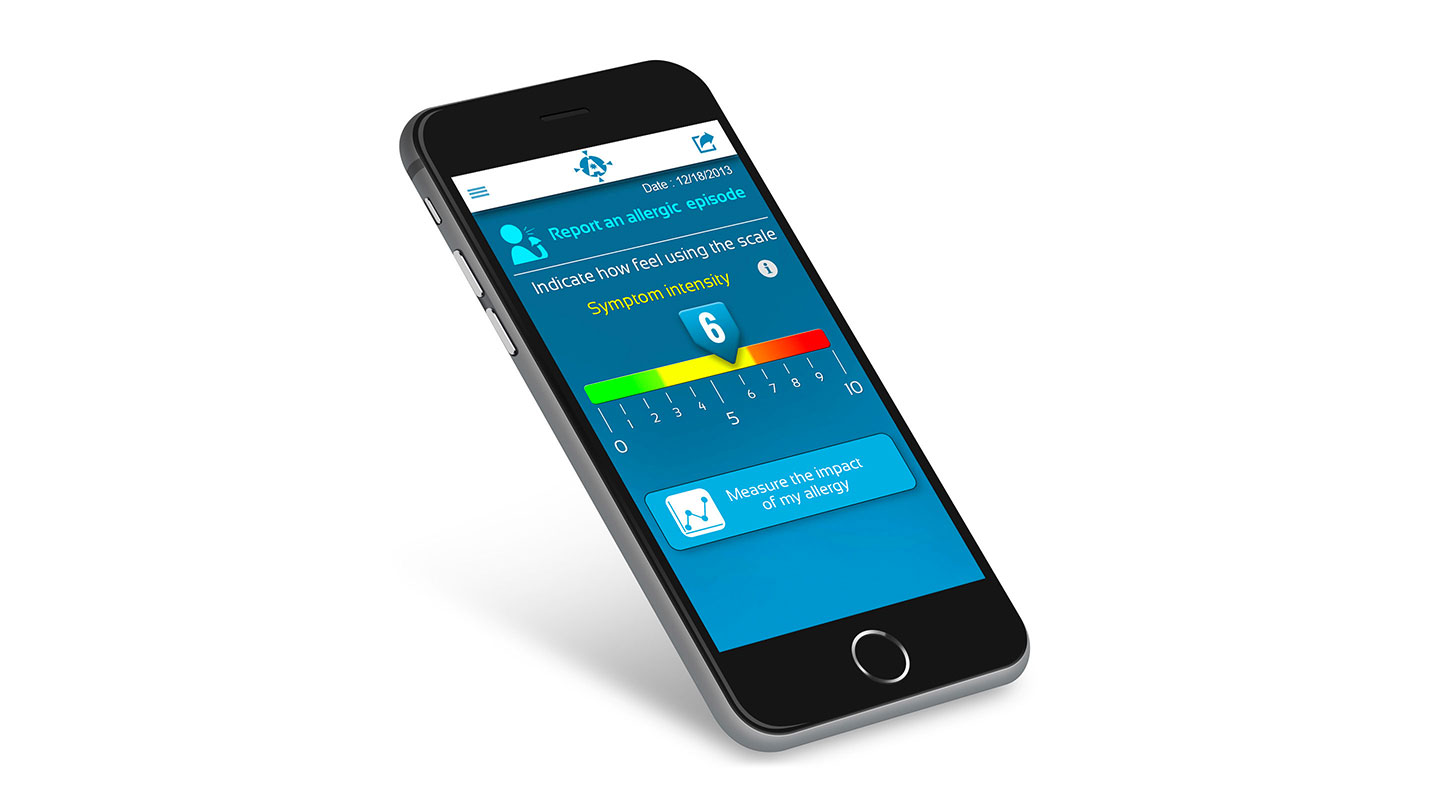 A
Date : 12/18/2013
Report an allergic episode
Indicate how feel using the scale
Symptom intensity
i
6
0 1 2 3 4 5 6 7 8 9 10
Measure the impact
of my allergy